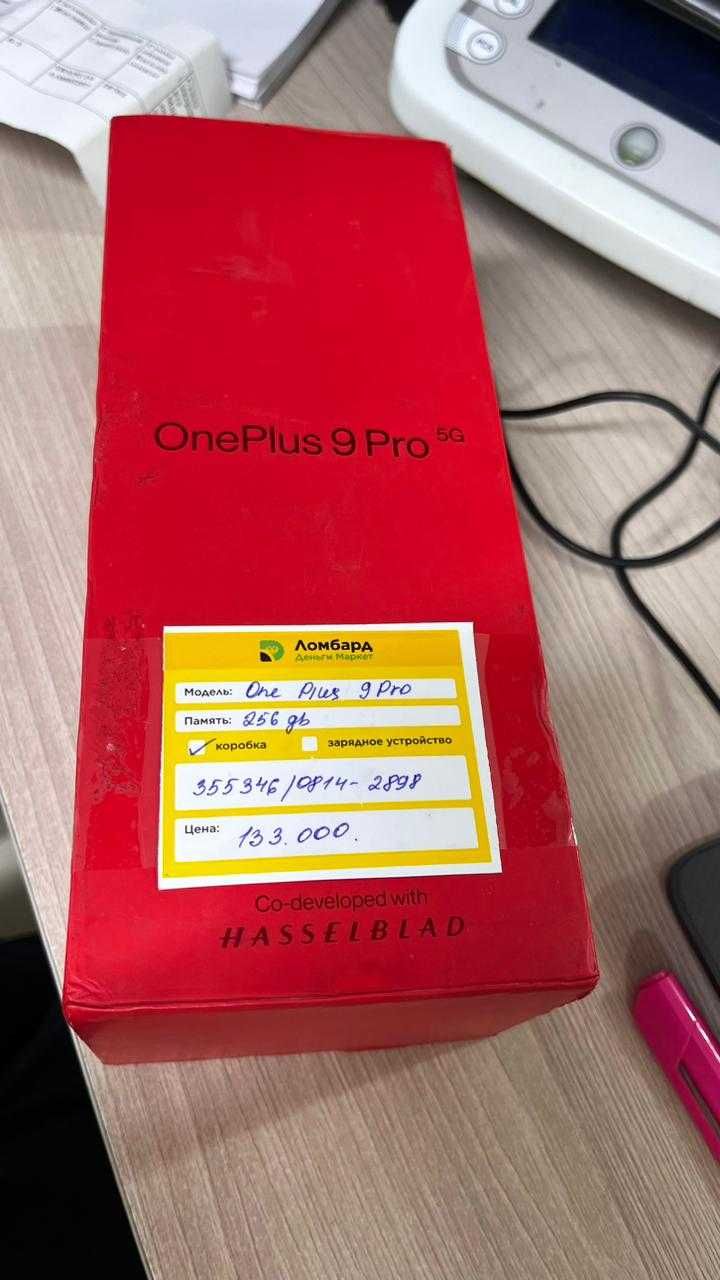 OnePlus 9 Pro 5G
Ломбард
Деньги Маркет
Модель: One Plus 9 Pro
Память: 256 gb
коробка зарядное устройство
355346/0814-2898
Цена: 133.000.
Co-developed with
HASSELBLAD